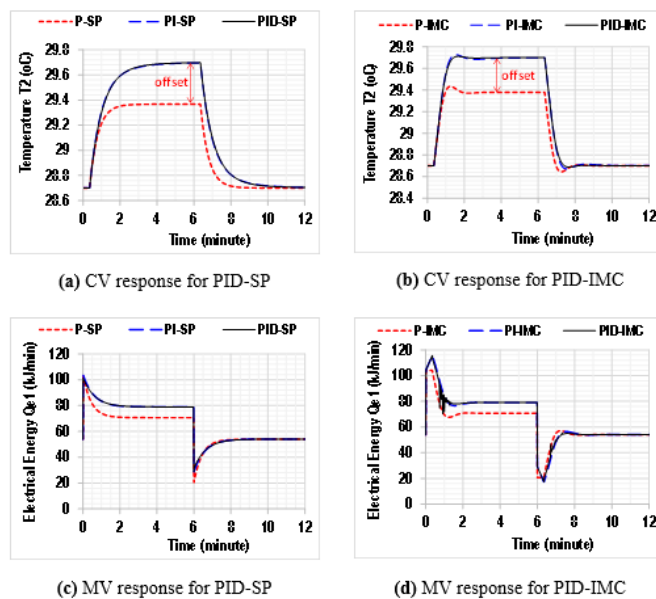 P-SP PI-SP PID-SP
Temperature T2 (oC)
29.8
29.6
29.4
29.2
29
28.8
28.6
offset
0 2 4 6 8 10 12
Time (minute)
(a) CV response for PID-SP
P-IMC PI-IMC PID-IMC
Temperature T2 (oC)
29.8
29.6
29.4
29.2
29
28.8
28.6
28.4
offset
0 2 4 6 8 10 12
Time (minute)
(b) CV response for PID-IMC
P-SP PI-SP PID-SP
Electrical Energy Qe1 (kJ/min)
120
100
80
60
40
20
0
0 2 4 6 8 10 12
Time (minute)
(c) MV response for PID-SP
P-IMC PI-IMC PID-IMC
Electrical Energy Qe1 (kJ/min)
120
100
80
60
40
20
0
0 2 4 6 8 10 12
Time (minute)
(d) MV response for PID-IMC